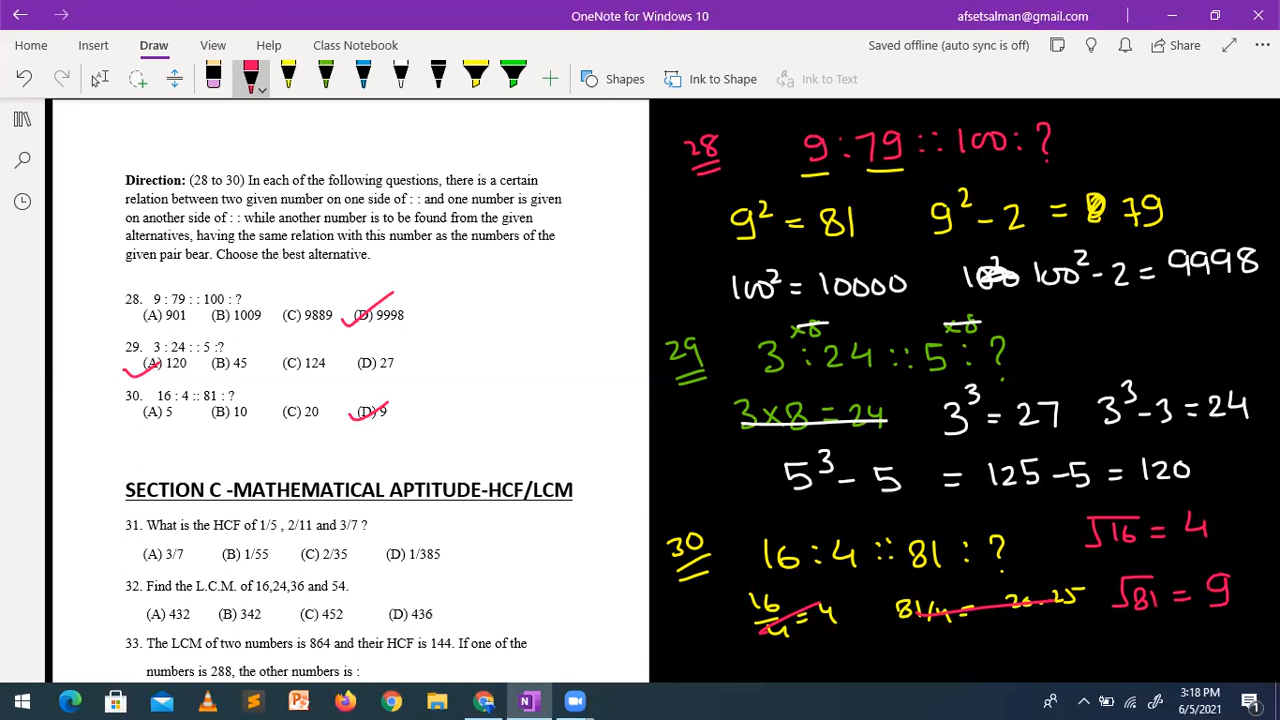 OneNote for Windows 10
afsetsalman@gmail.com
Home Insert Draw View Help Class Notebook
Saved offline (auto sync is off)
Share
Shapes
Ink to Shape
Ink to Text
Direction: (28 to 30) In each of the following questions, there is a certain
relation between two given number on one side of : : and one number is given
on another side of : : while another number is to be found from the given
alternatives, having the same relation with this number as the numbers of the
given pair bear. Choose the best alternative.
28. 9 : 79 : : 100 : ?
(A) 901 (B) 1009 (C) 9889 (D) 9998
29. 3 : 24 : : 5 :?
(A) 120 (B) 45 (C) 124 (D) 27
30. 16 : 4 :: 81 : ?
(A) 5 (B) 10 (C) 20 (D) 9
SECTION C -MATHEMATICAL APTITUDE-HCF/LCM
31. What is the HCF of 1/5 , 2/11 and 3/7 ?
(A) 3/7 (B) 1/55 (C) 2/35 (D) 1/385
32. Find the L.C.M. of 16,24,36 and 54.
(A) 432 (B) 342 (C) 452 (D) 436
33. The LCM of two numbers is 864 and their HCF is 144. If one of the
numbers is 288, the other numbers is :
28 9 : 79 :: 100 : ?
9² = 81 9² - 2 = 79
100² = 10000 100² - 2 = 9998
×8 ×8
29 3 : 24 :: 5 : ?
3 × 8 = 24 3³ = 27 3³ - 3 = 24
5³ - 5 = 125 - 5 = 120
30 16 : 4 :: 81 : ? √16 = 4
16/4 = 4 81/4 = 20.25 √81 = 9
3:18 PM
6/5/2021